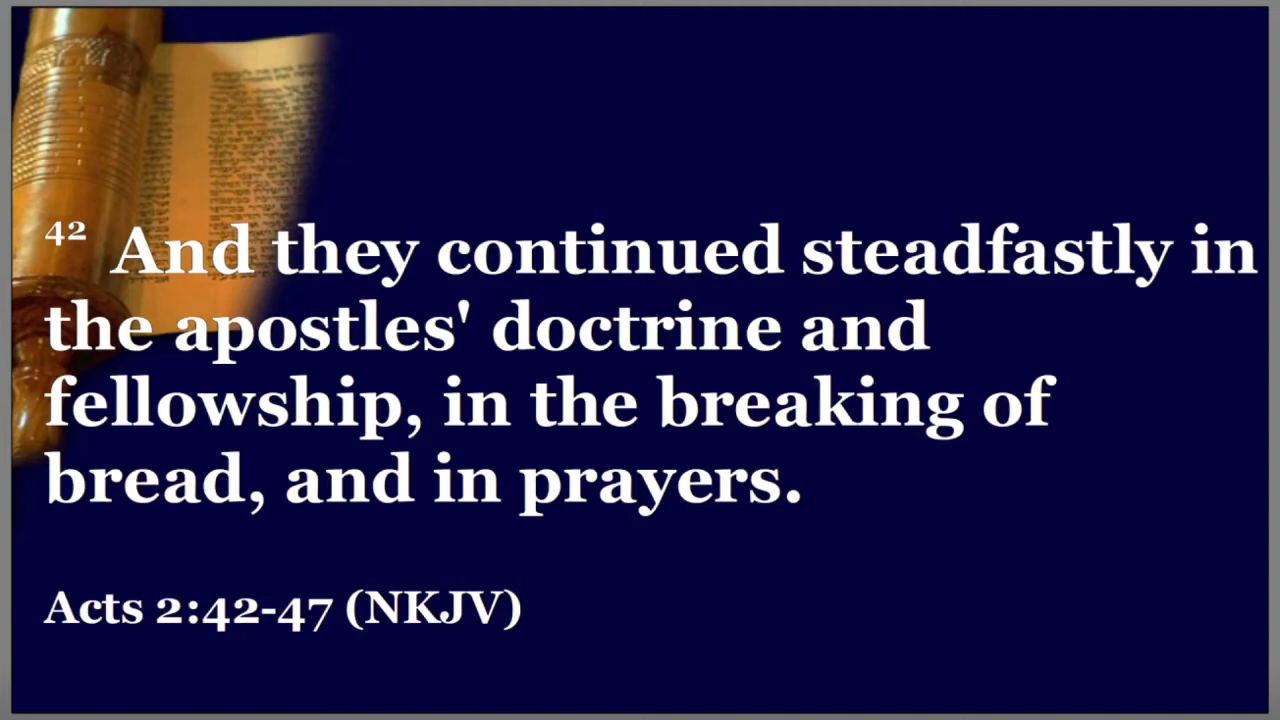 42 And they continued steadfastly in
the apostles' doctrine and
fellowship, in the breaking of
bread, and in prayers.
Acts 2:42-47 (NKJV)